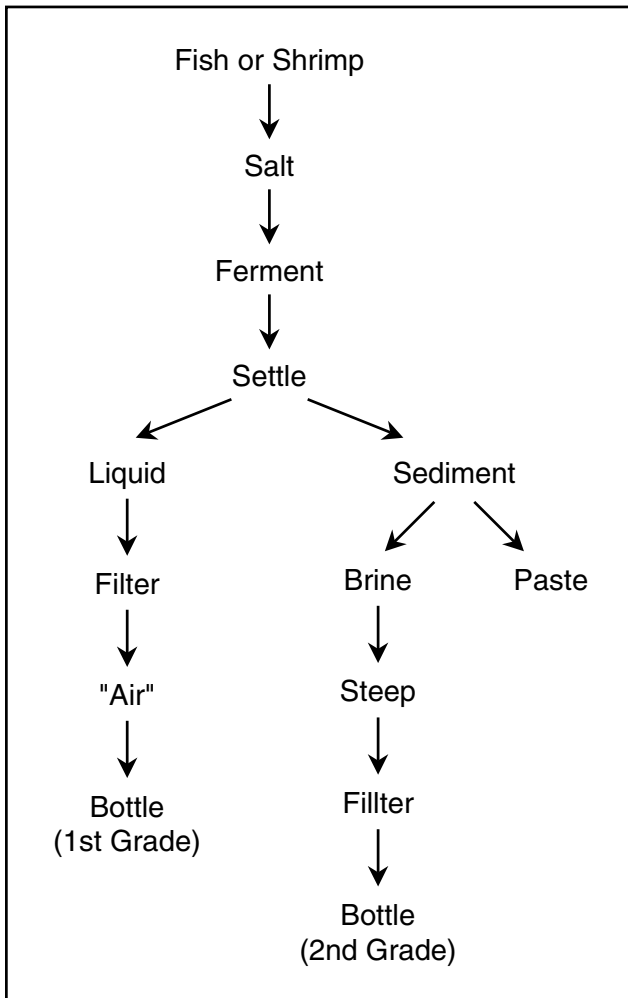 Fish or Shrimp
Salt
Ferment
Settle
Liquid
Sediment
Filter
Brine
Paste
"Air"
Steep
Bottle
(1st Grade)
Fillter
Bottle
(2nd Grade)